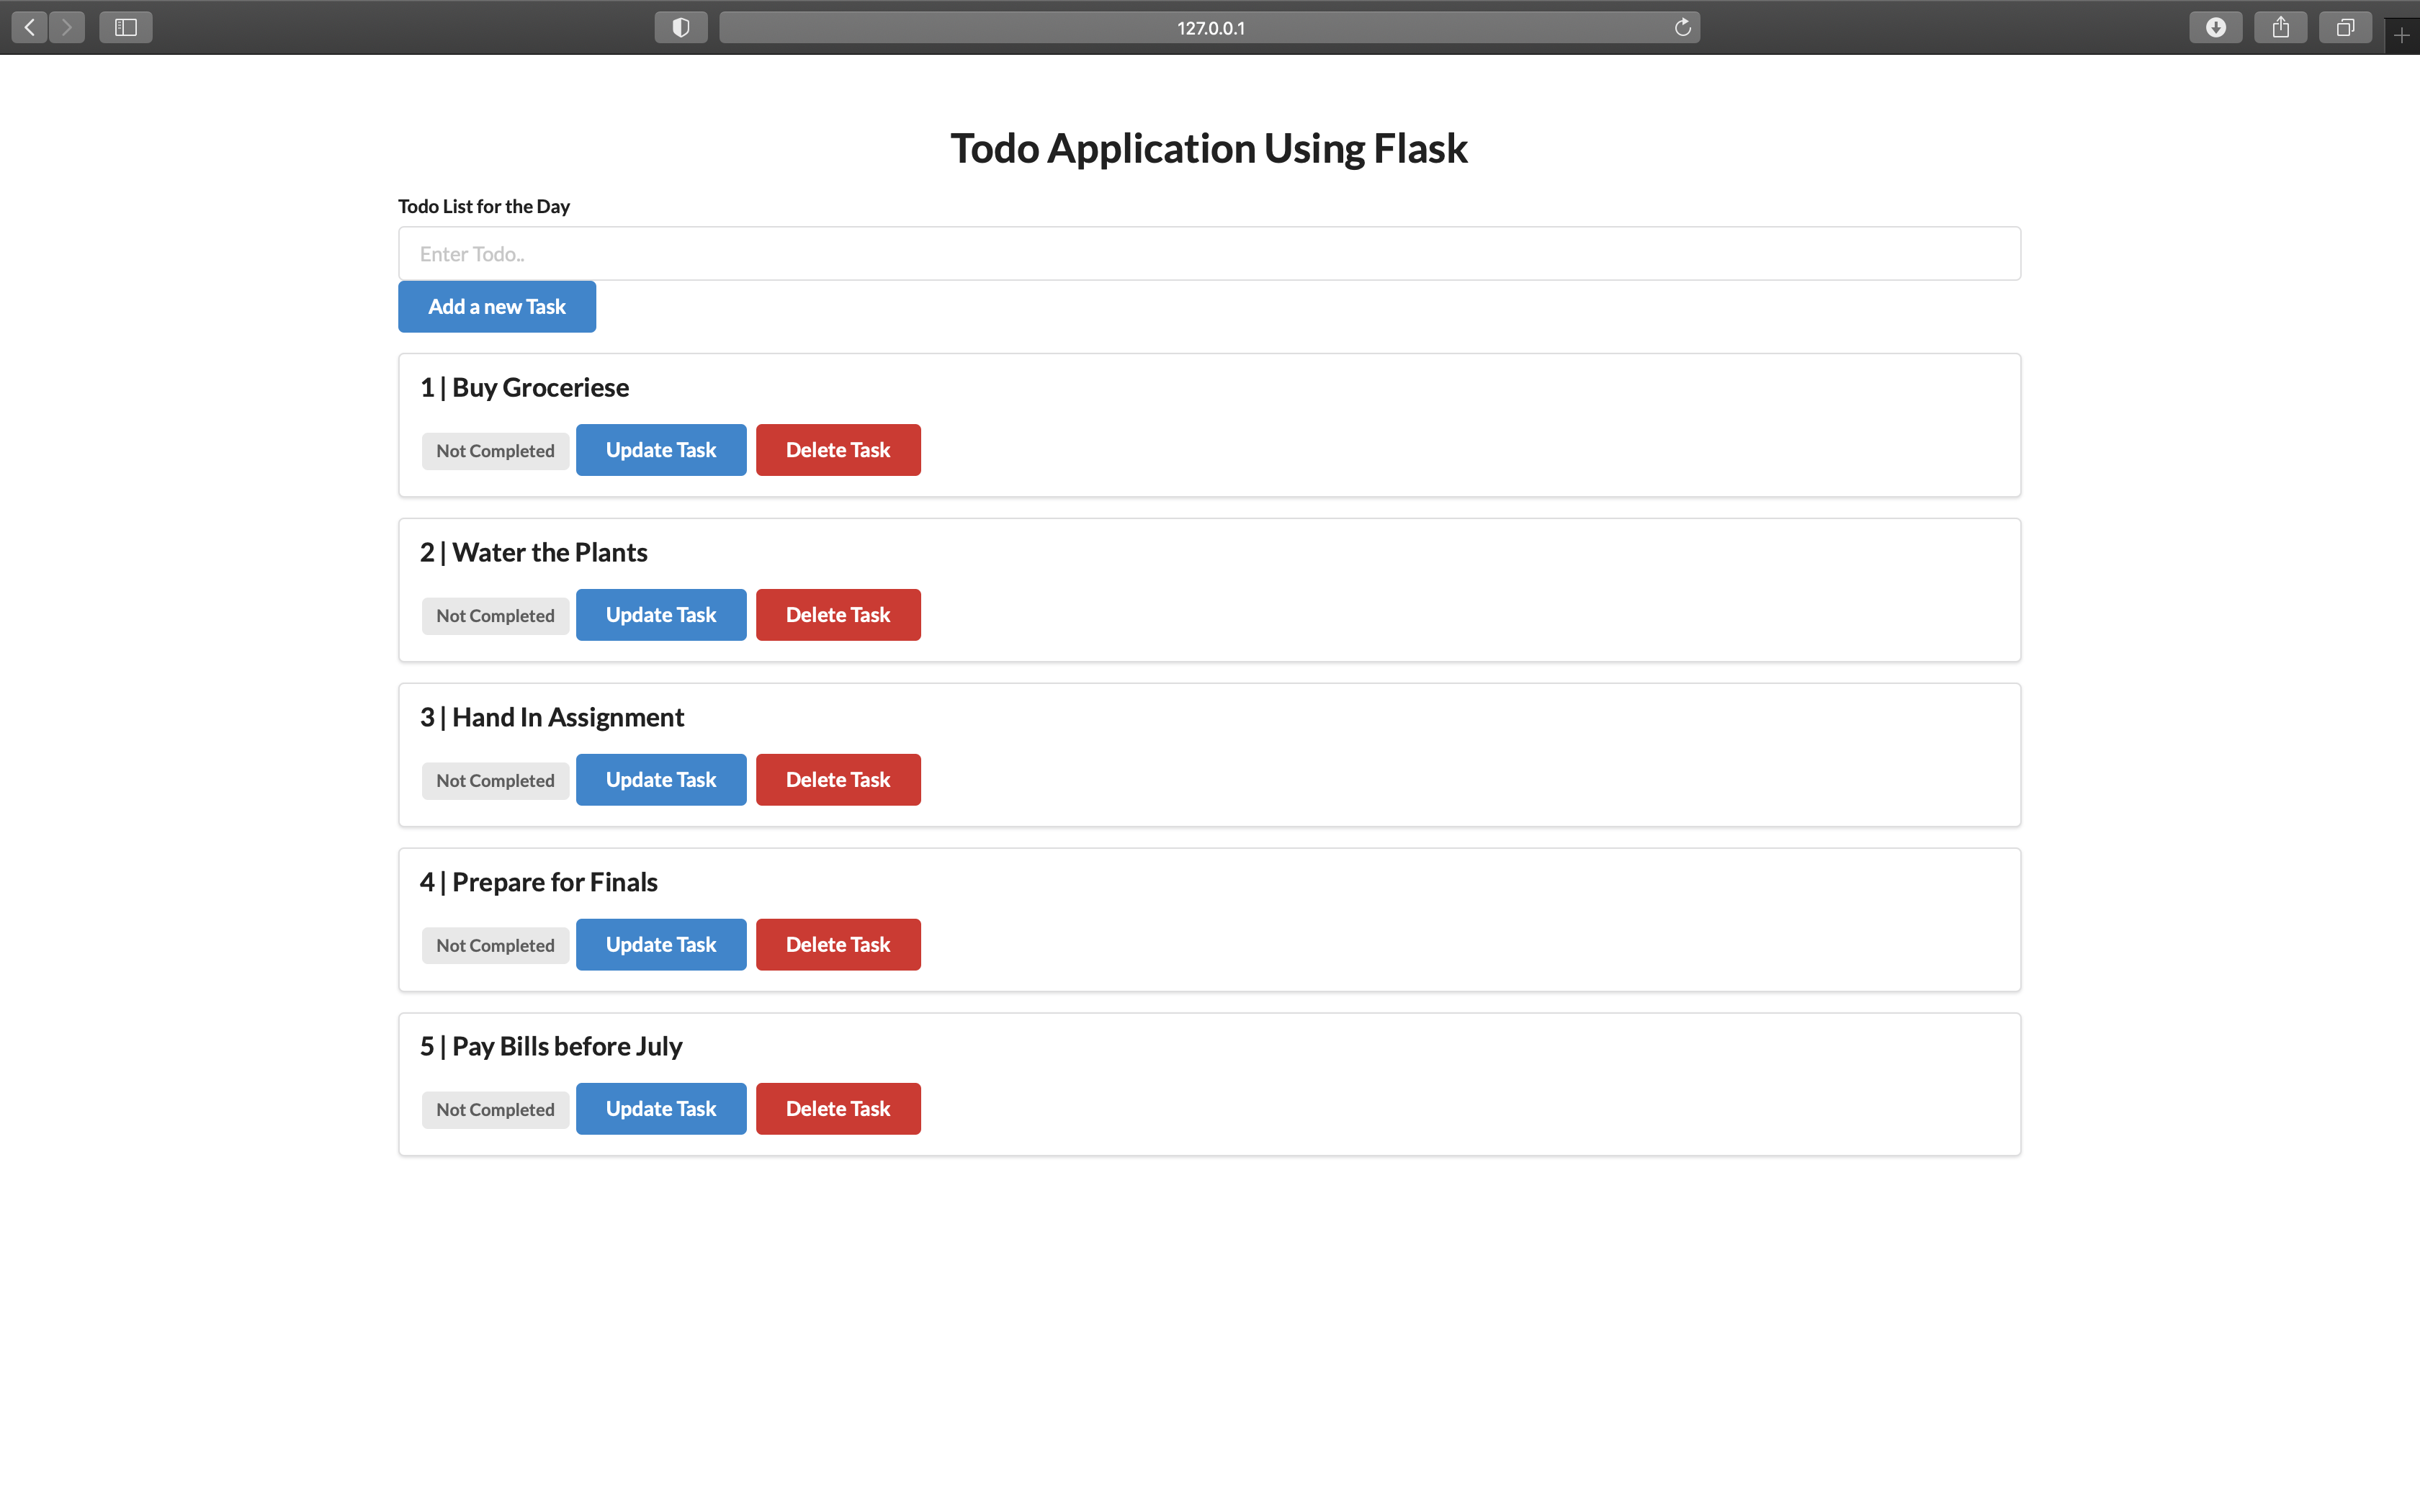 127.0.0.1
Todo Application Using Flask
Todo List for the Day
Enter Todo..
Add a new Task
1 | Buy Groceriese
Not Completed Update Task Delete Task
2 | Water the Plants
Not Completed Update Task Delete Task
3 | Hand In Assignment
Not Completed Update Task Delete Task
4 | Prepare for Finals
Not Completed Update Task Delete Task
5 | Pay Bills before July
Not Completed Update Task Delete Task